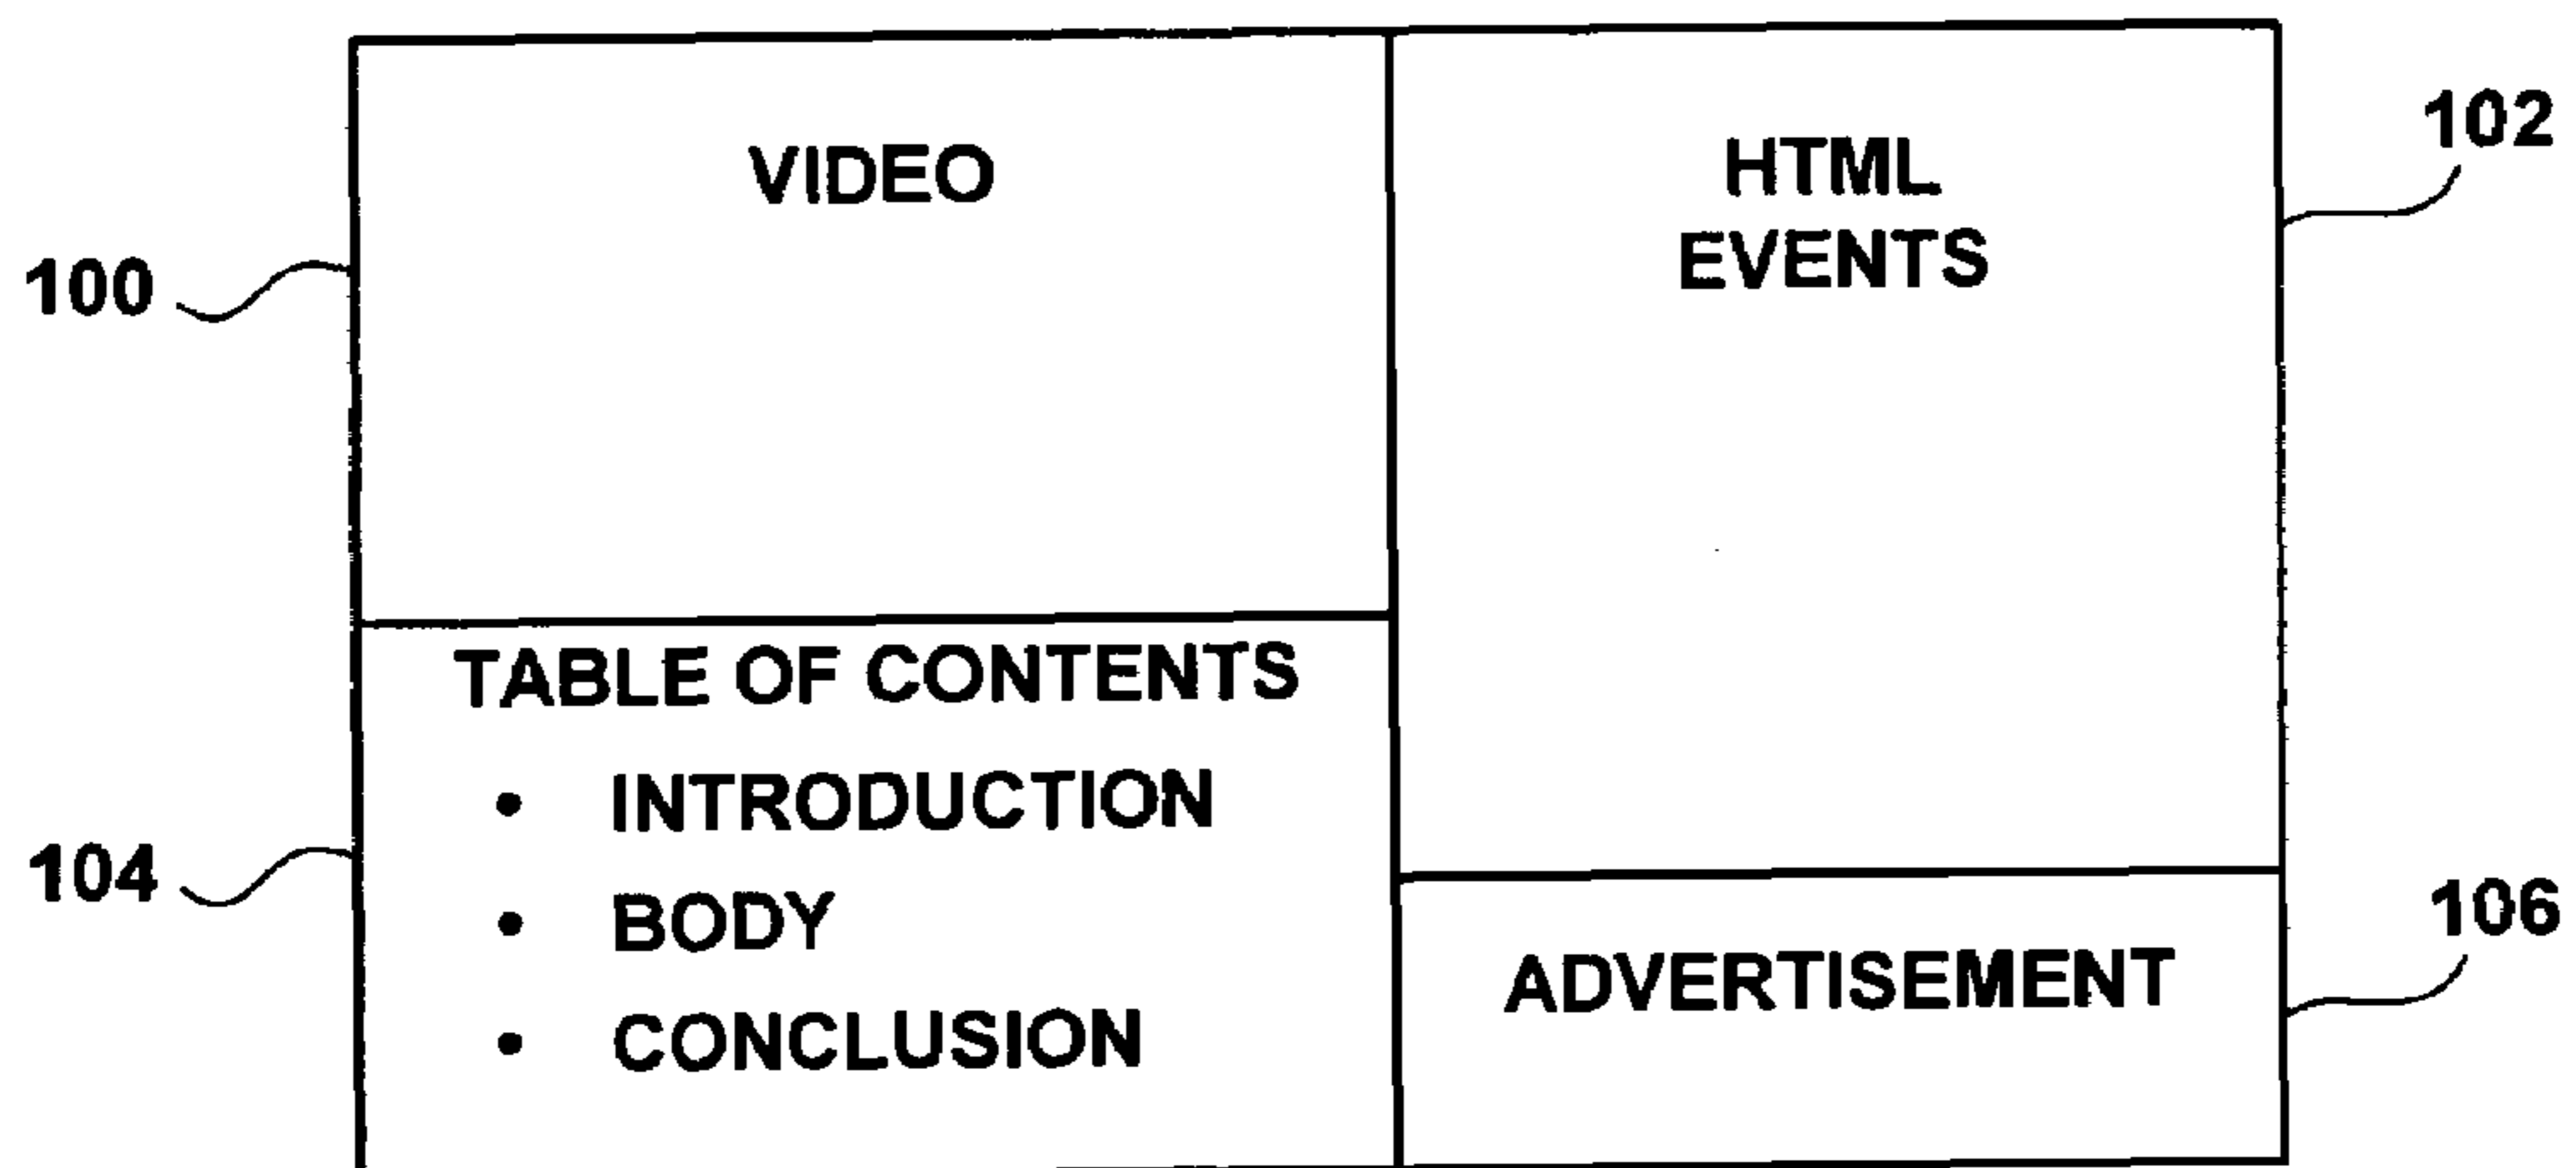 VIDEO
100
HTML
EVENTS
102
TABLE OF CONTENTS
• INTRODUCTION
• BODY
• CONCLUSION
104
ADVERTISEMENT
106